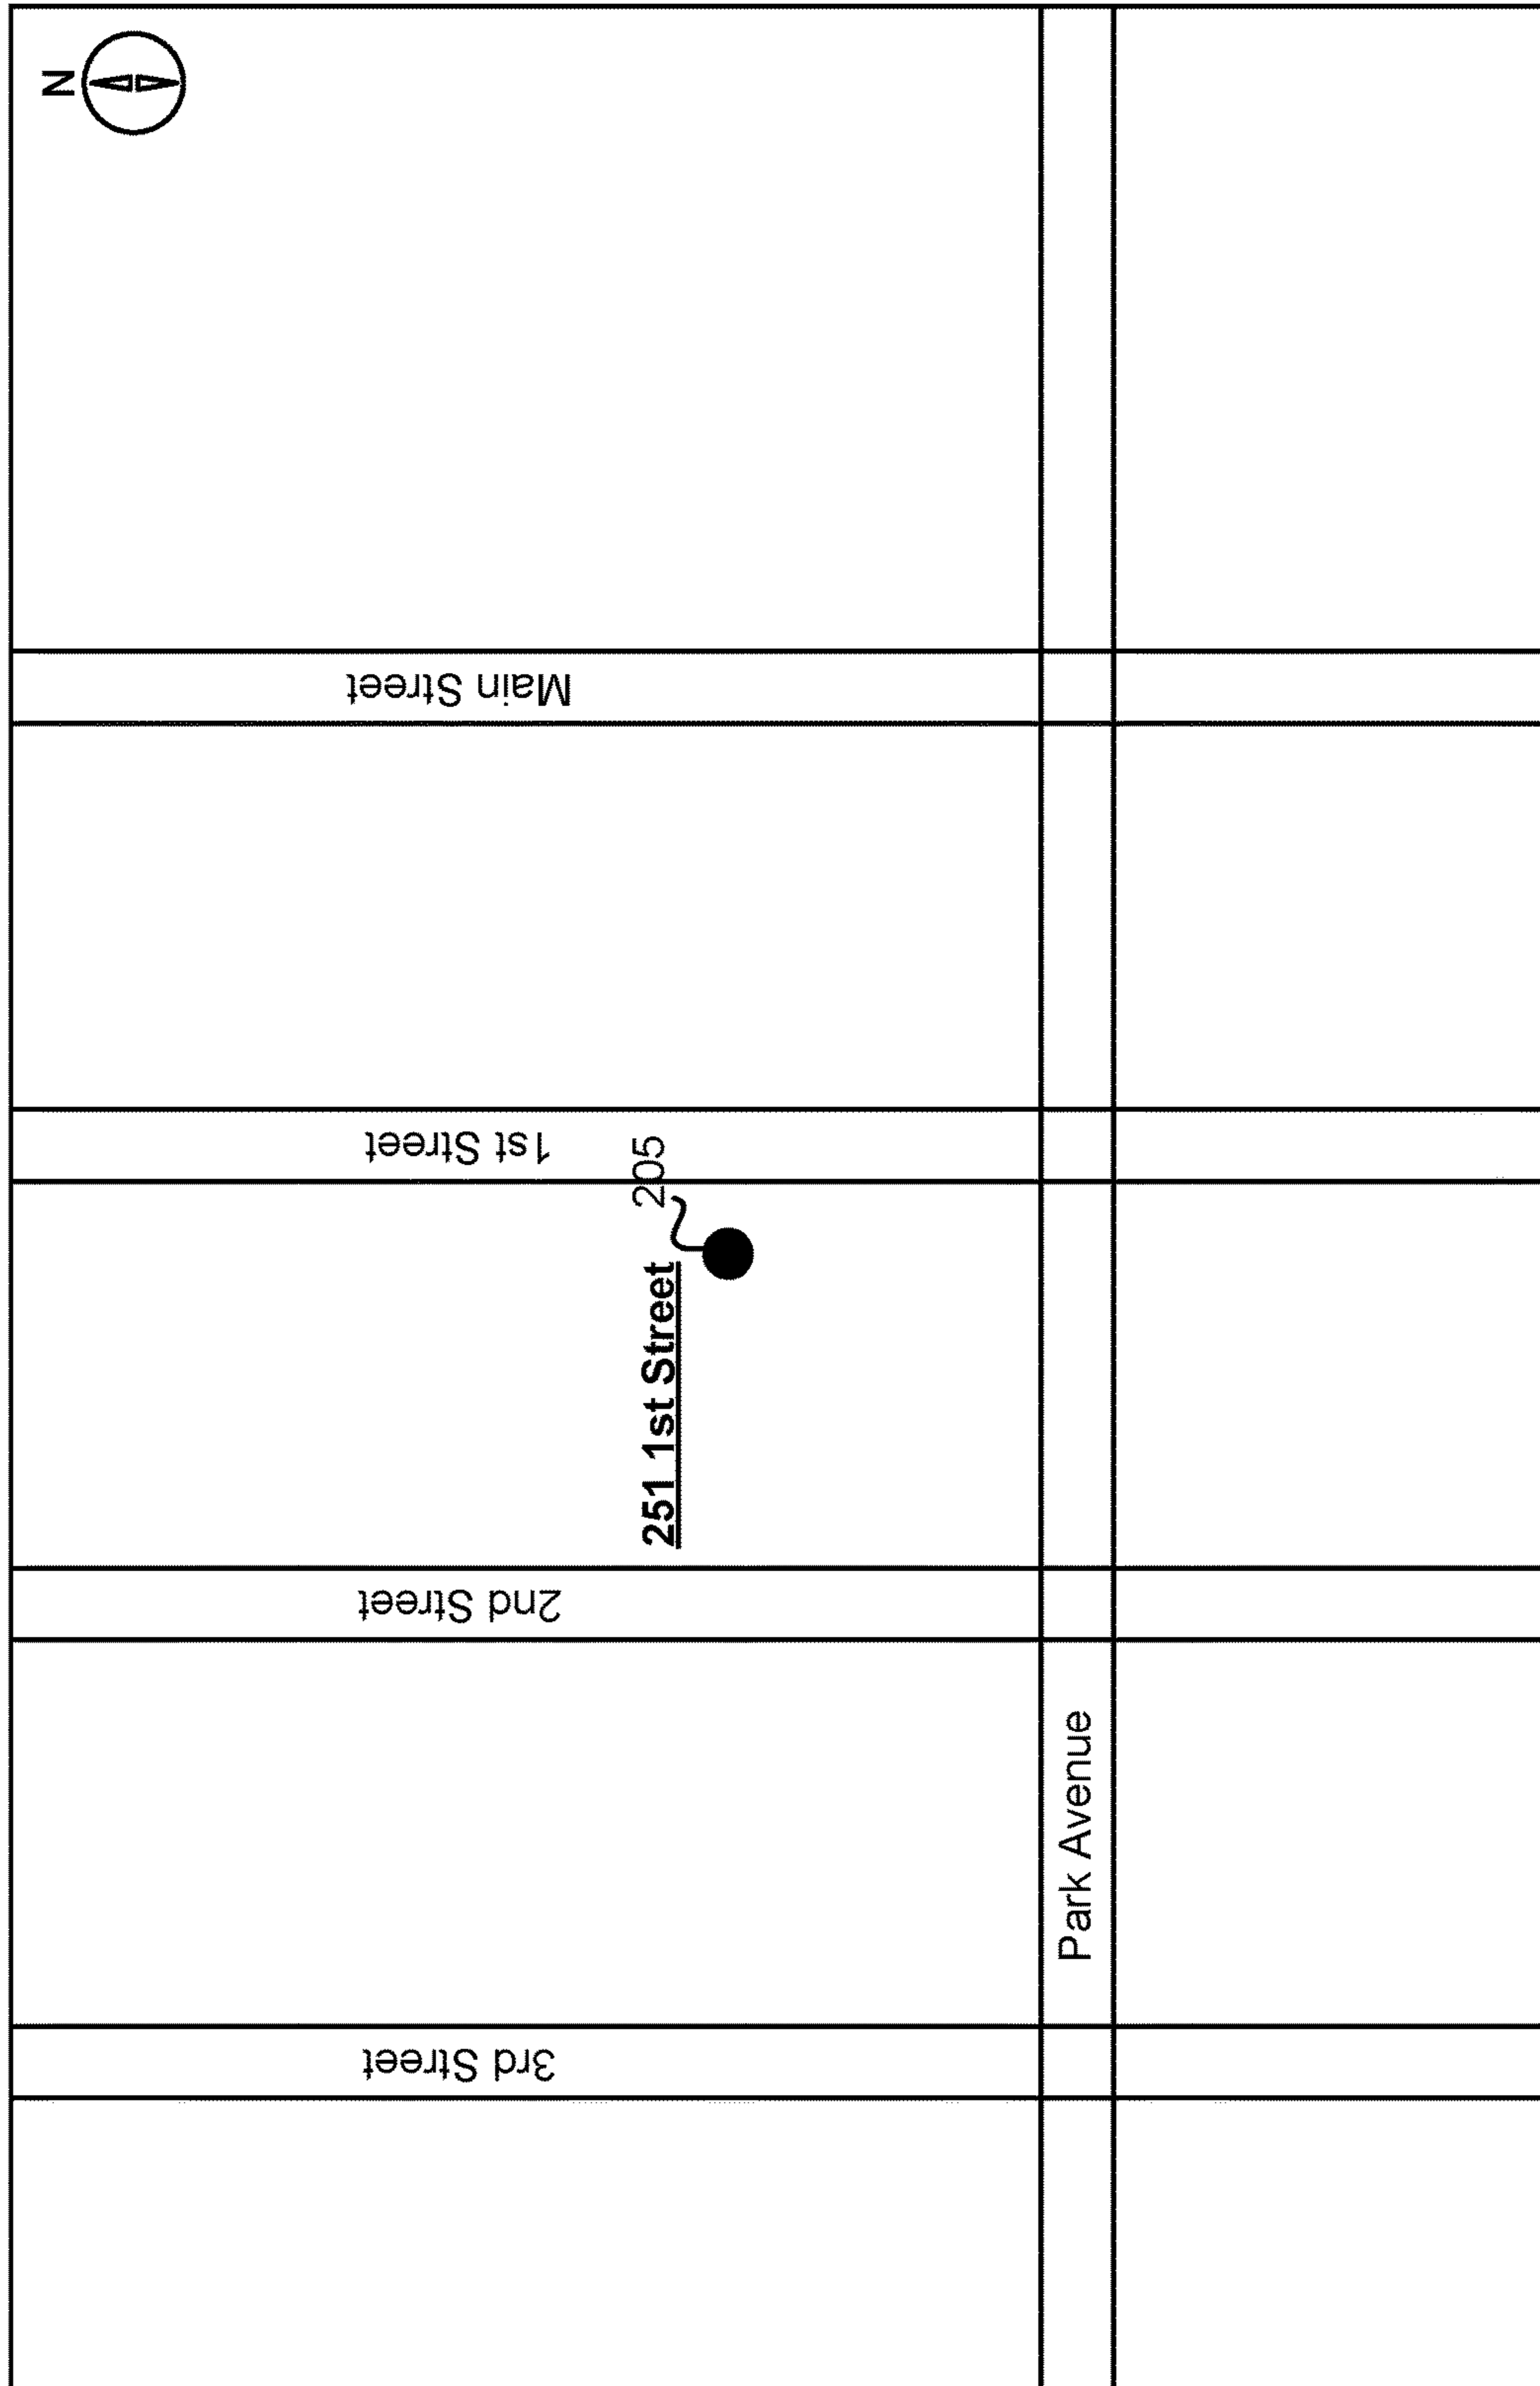 N
Main Street
1st Street
205
251 1st Street
2nd Street
Park Avenue
3rd Street